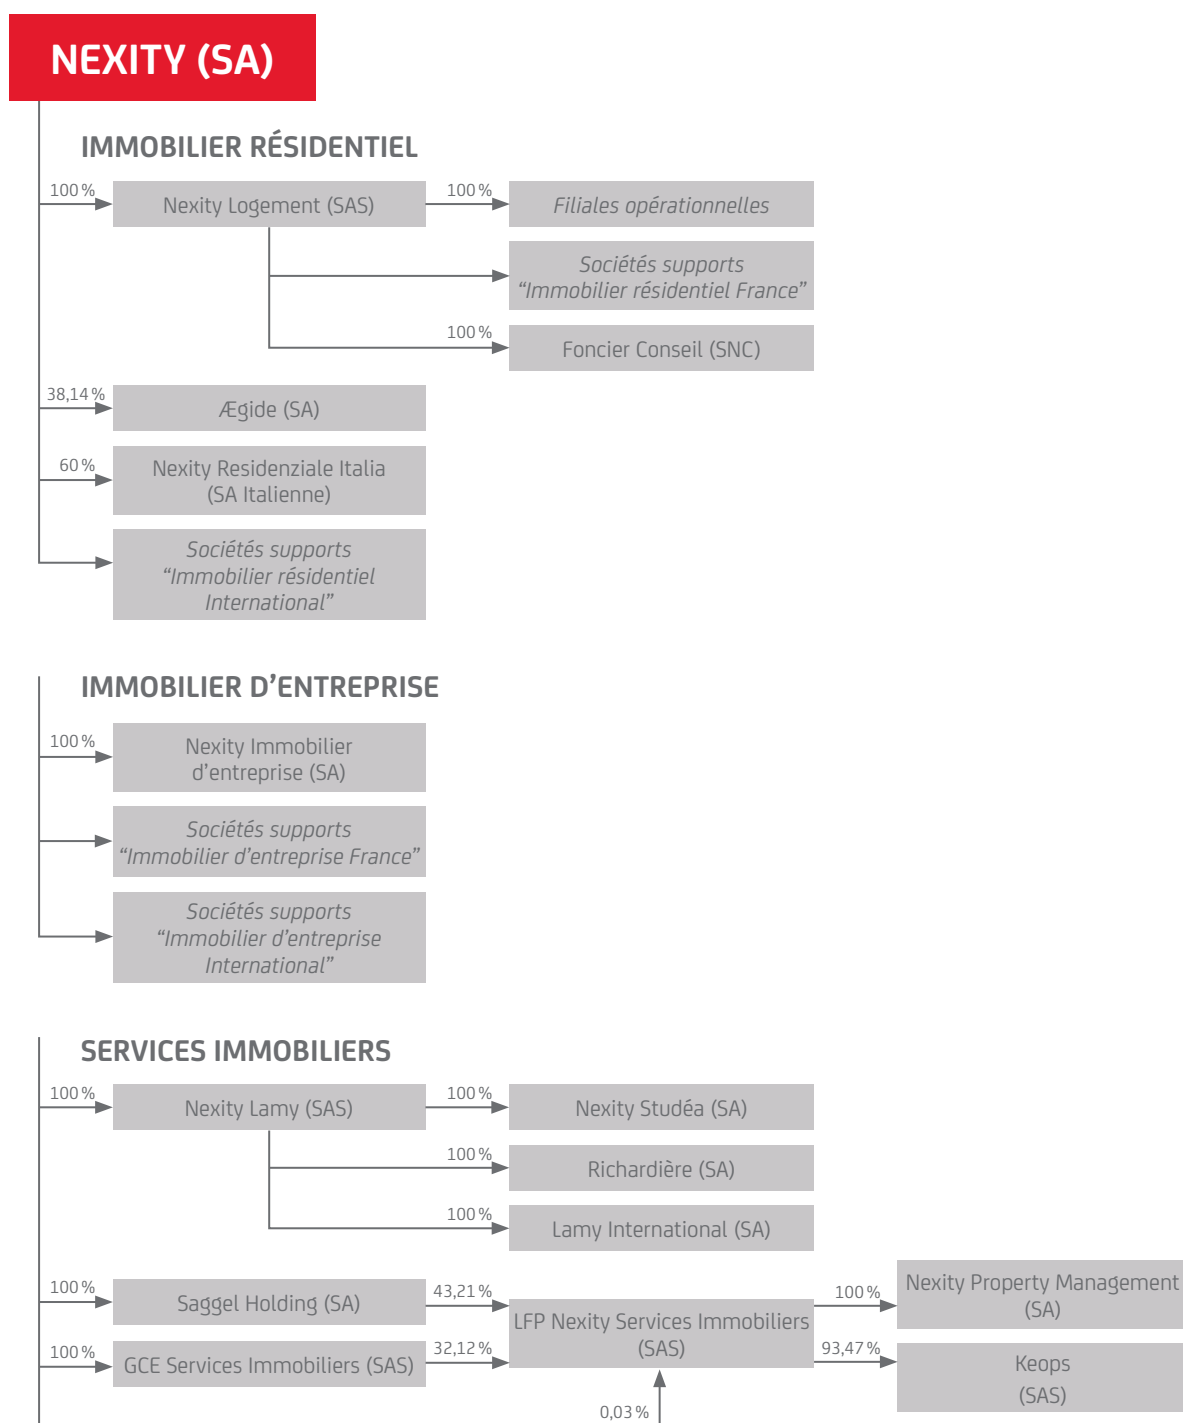 NEXITY (SA)
IMMOBILIER RÉSIDENTIEL
100 %
Nexity Logement (SAS)
100 %
Filiales opérationnelles
Sociétés supports
“Immobilier résidentiel France”
100 %
Foncier Conseil (SNC)
38,14 %
Ægide (SA)
60 %
Nexity Residenziale Italia
(SA Italienne)
Sociétés supports
“Immobilier résidentiel
International”
IMMOBILIER D’ENTREPRISE
100 %
Nexity Immobilier
d’entreprise (SA)
Sociétés supports
“Immobilier d’entreprise France”
Sociétés supports
“Immobilier d’entreprise
International”
SERVICES IMMOBILIERS
100 %
Nexity Lamy (SAS)
100 %
Nexity Studéa (SA)
100 %
Richardière (SA)
100 %
Lamy International (SA)
100 %
Saggel Holding (SA)
43,21 %
LFP Nexity Services Immobiliers
(SAS)
100 %
Nexity Property Management
(SA)
100 %
GCE Services Immobiliers (SAS)
32,12 %
93,47 %
Keops
(SAS)
0,03 %